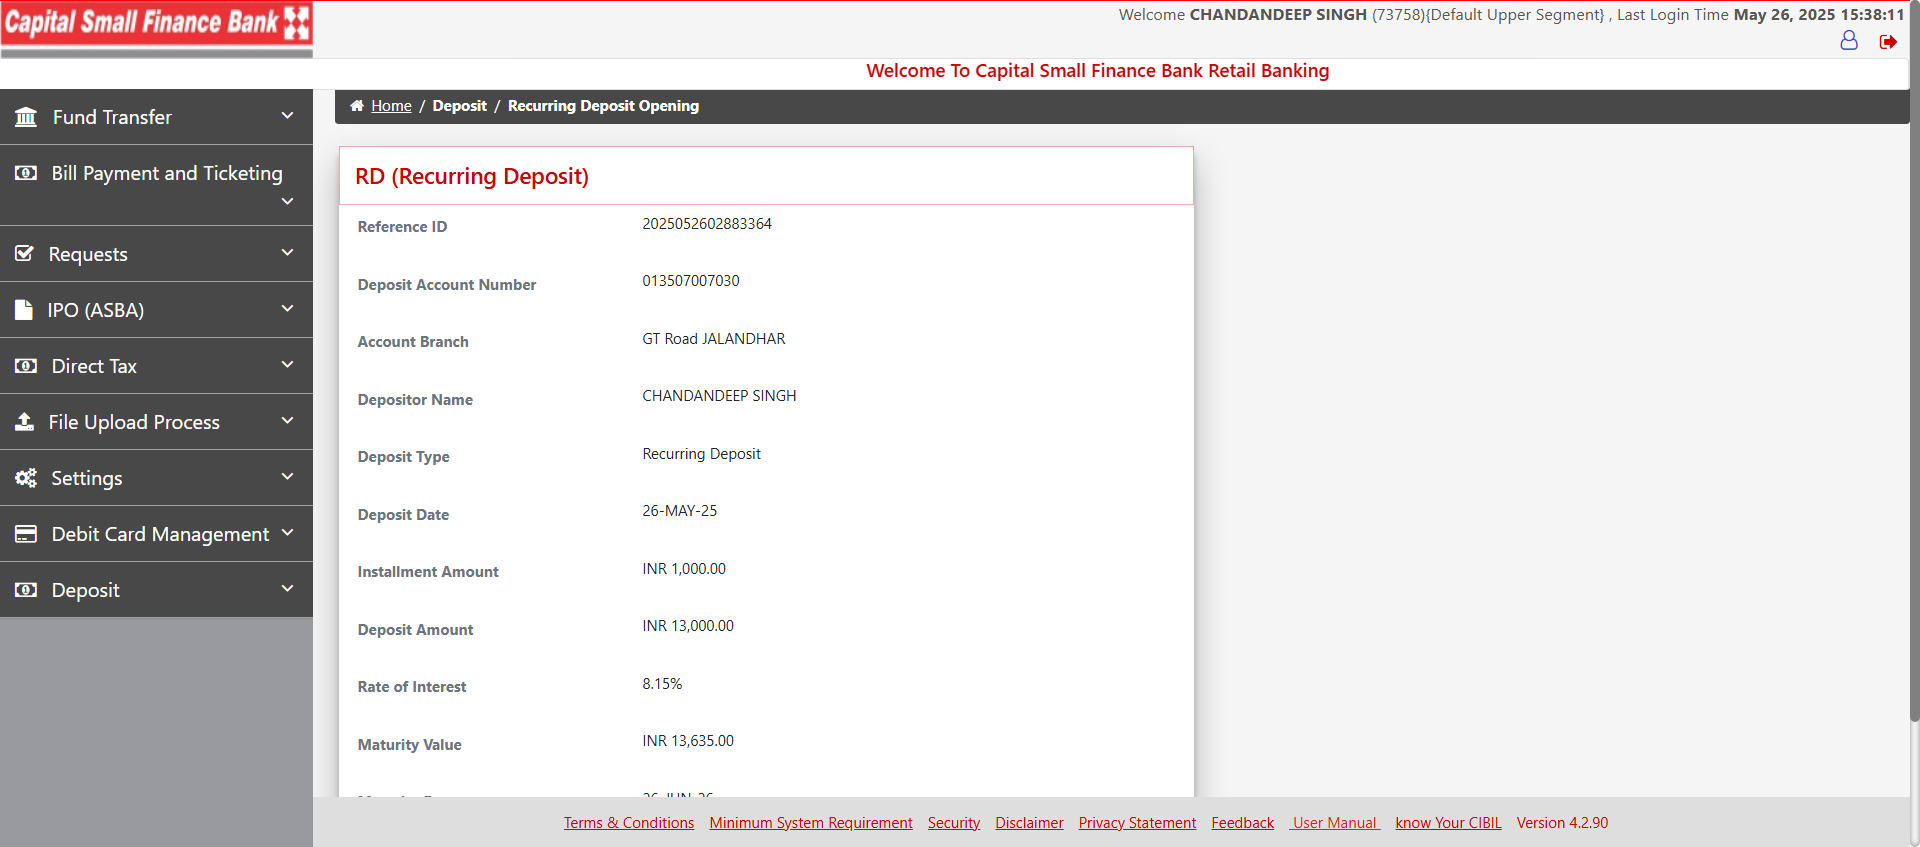 Capital Small Finance Bank
Welcome CHANDANDEEP SINGH (73758){Default Upper Segment} , Last Login Time May 26, 2025 15:38:11
Welcome To Capital Small Finance Bank Retail Banking
Fund Transfer
Bill Payment and Ticketing
Requests
IPO (ASBA)
Direct Tax
File Upload Process
Settings
Debit Card Management
Deposit
Home / Deposit / Recurring Deposit Opening
RD (Recurring Deposit)
Reference ID 2025052602883364
Deposit Account Number 013507007030
Account Branch GT Road JALANDHAR
Depositor Name CHANDANDEEP SINGH
Deposit Type Recurring Deposit
Deposit Date 26-MAY-25
Installment Amount INR 1,000.00
Deposit Amount INR 13,000.00
Rate of Interest 8.15%
Maturity Value INR 13,635.00
26-JUN-26
Terms & Conditions Minimum System Requirement Security Disclaimer Privacy Statement Feedback User Manual know Your CIBIL Version 4.2.90